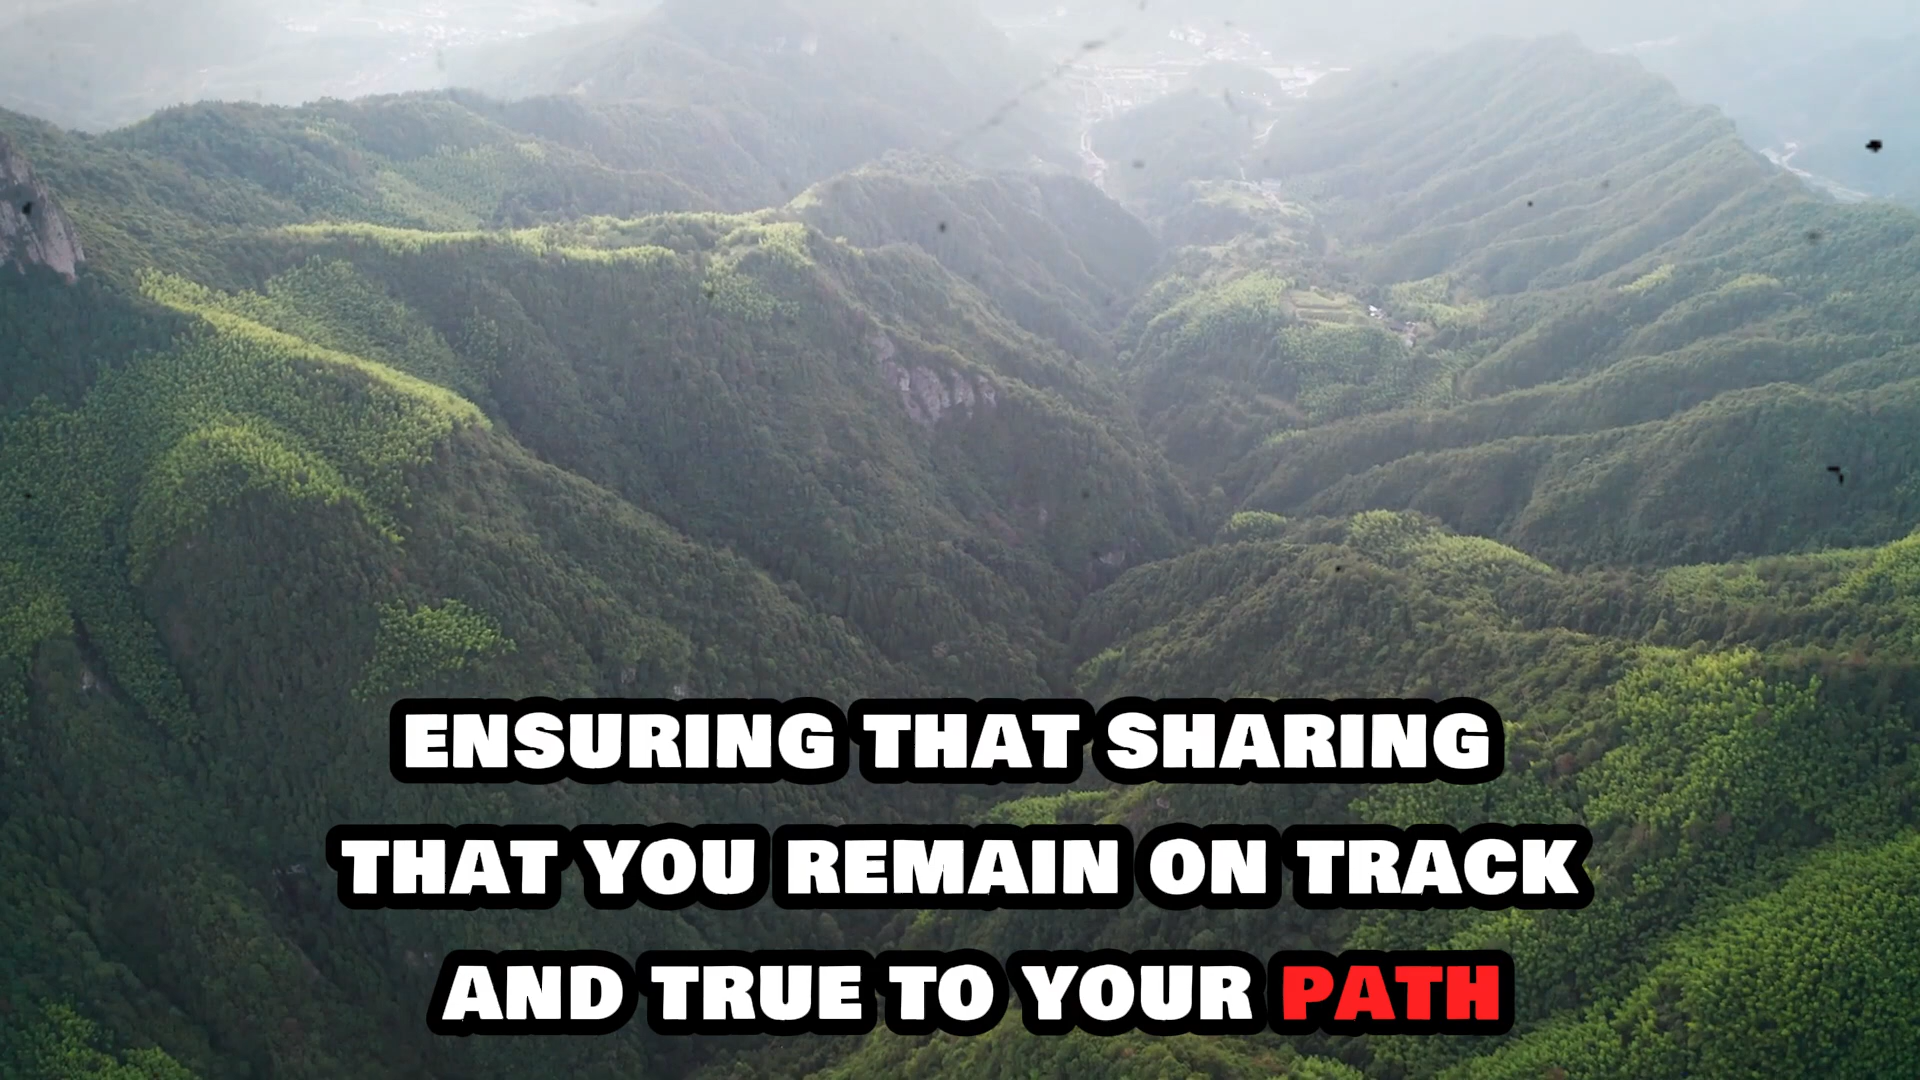 ENSURING THAT SHARING
THAT YOU REMAIN ON TRACK
AND TRUE TO YOUR PATH